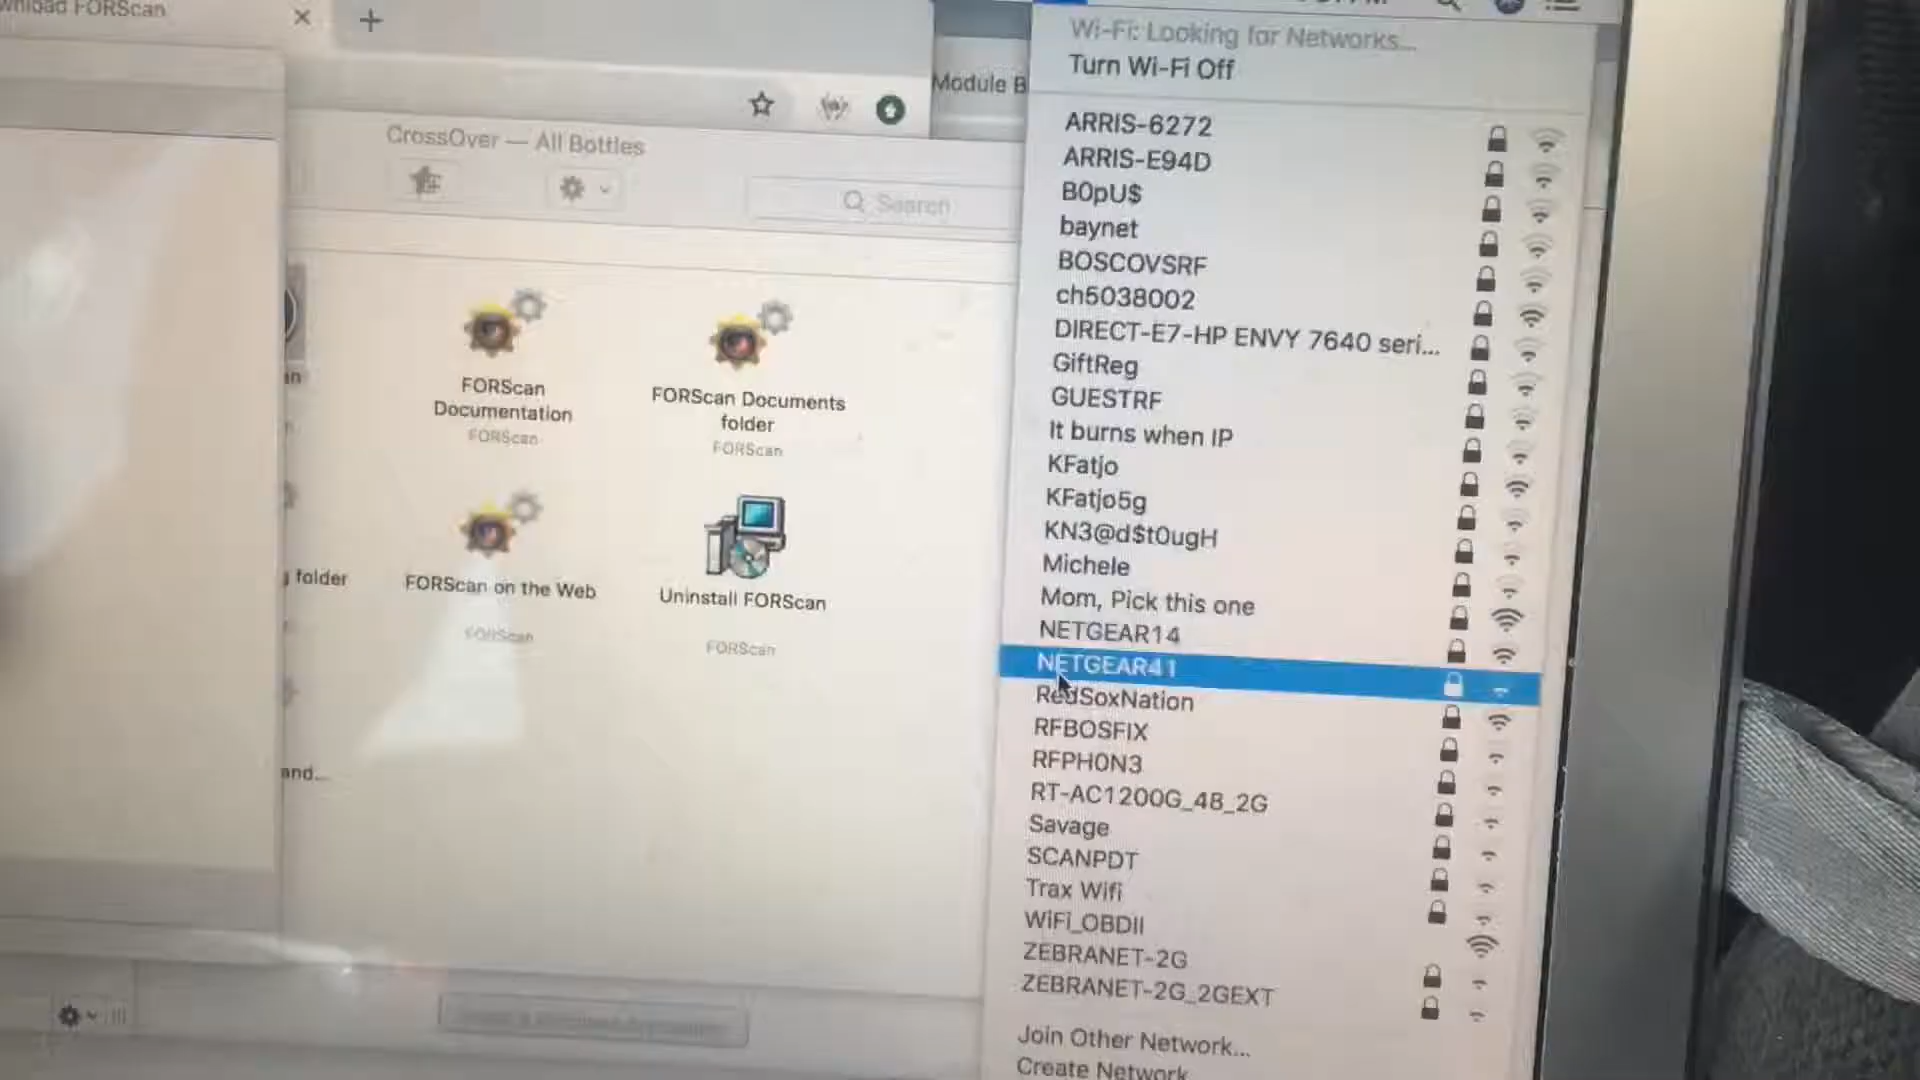 FORScan
Module B
CrossOver — All Bottles
Search
FORScan
Documentation
FORScan
FORScan Documents
folder
FORScan
folder
FORScan on the Web
FORScan
Uninstall FORScan
FORScan
and...
Wi-Fi: Looking for Networks...
Turn Wi-Fi Off
ARRIS-6272
ARRIS-E94D
B0pU$
baynet
BOSCOVSRF
ch5038002
DIRECT-E7-HP ENVY 7640 seri...
GiftReg
GUESTRF
It burns when IP
KFatjo
KFatjo5g
KN3@d$t0ugH
Michele
Mom, Pick this one
NETGEAR14
NETGEAR41
RedSoxNation
RFBOSFIX
RFPH0N3
RT-AC1200G_48_2G
Savage
SCANPDT
Trax Wifi
WiFi_OBDII
ZEBRANET-2G
ZEBRANET-2G_2GEXT
Join Other Network...
Create Network